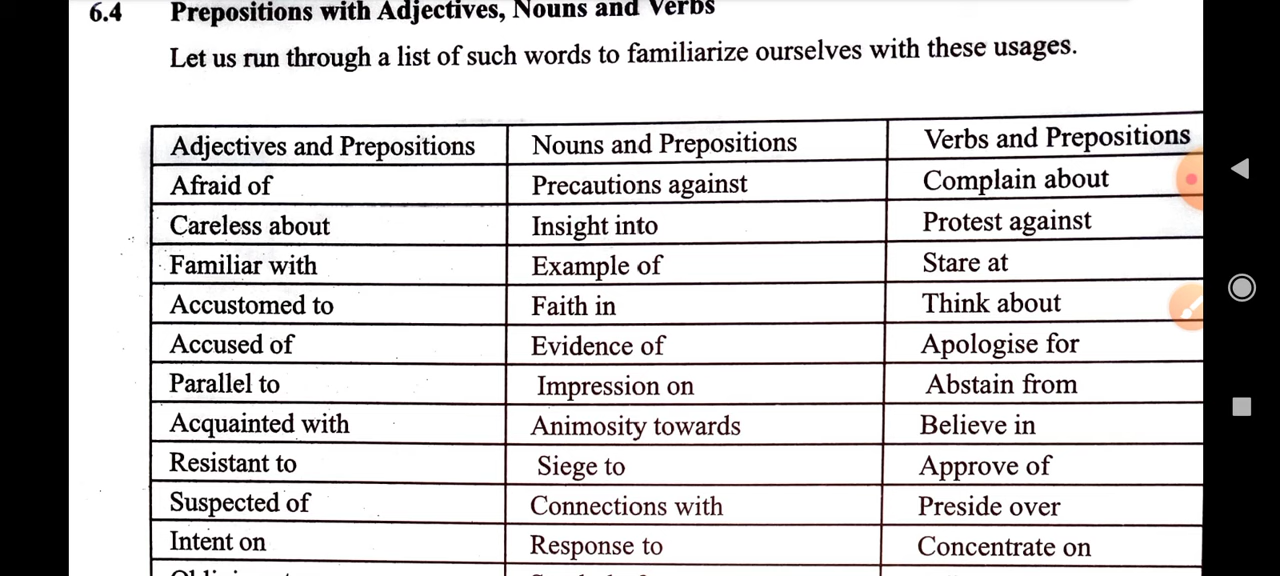 6.4 Prepositions with Adjectives, Nouns and Verbs
Let us run through a list of such words to familiarize ourselves with these usages.
Adjectives and Prepositions Nouns and Prepositions Verbs and Prepositions
Afraid of Precautions against Complain about
Careless about Insight into Protest against
Familiar with Example of Stare at
Accustomed to Faith in Think about
Accused of Evidence of Apologise for
Parallel to Impression on Abstain from
Acquainted with Animosity towards Believe in
Resistant to Siege to Approve of
Suspected of Connections with Preside over
Intent on Response to Concentrate on